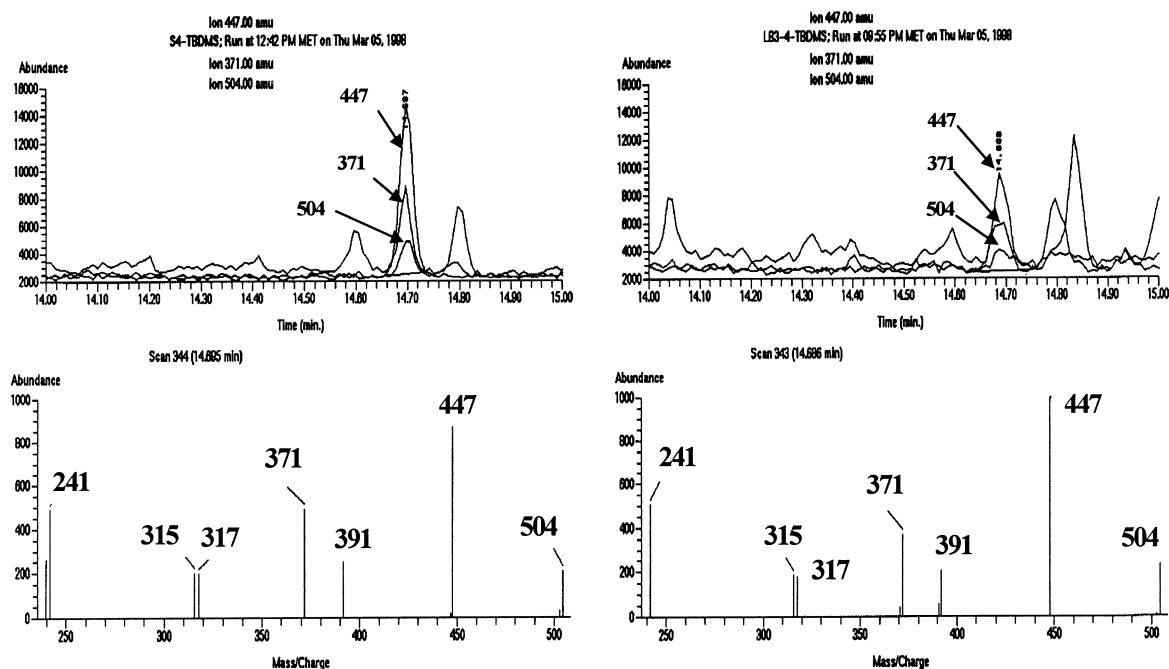 Ion 447.00 amu
S4-TBDMS; Run at 12:42 PM MET on Thu Mar 05, 1998
Ion 371.00 amu
Ion 504.00 amu
Abundance
18000
16000
14000
12000
10000
8000
6000
4000
2000
447
371
504
14.00 14.10 14.20 14.30 14.40 14.50 14.60 14.70 14.80 14.90 15.00
Time (min.)
Ion 447.00 amu
LB3-4-TBDMS; Run at 09:55 PM MET on Thu Mar 05, 1998
Ion 371.00 amu
Ion 504.00 amu
Abundance
18000
16000
14000
12000
10000
8000
6000
4000
2000
447
371
504
14.00 14.10 14.20 14.30 14.40 14.50 14.60 14.70 14.80 14.90 15.00
Time (min.)
Scan 344 (14.695 min)
Abundance
1000
800
600
400
200
0
241
315
317
371
391
447
504
250 300 350 400 450 500
Mass/Charge
Scan 343 (14.686 min)
Abundance
1000
800
600
400
200
0
241
315
317
371
391
447
504
250 300 350 400 450 500
Mass/Charge